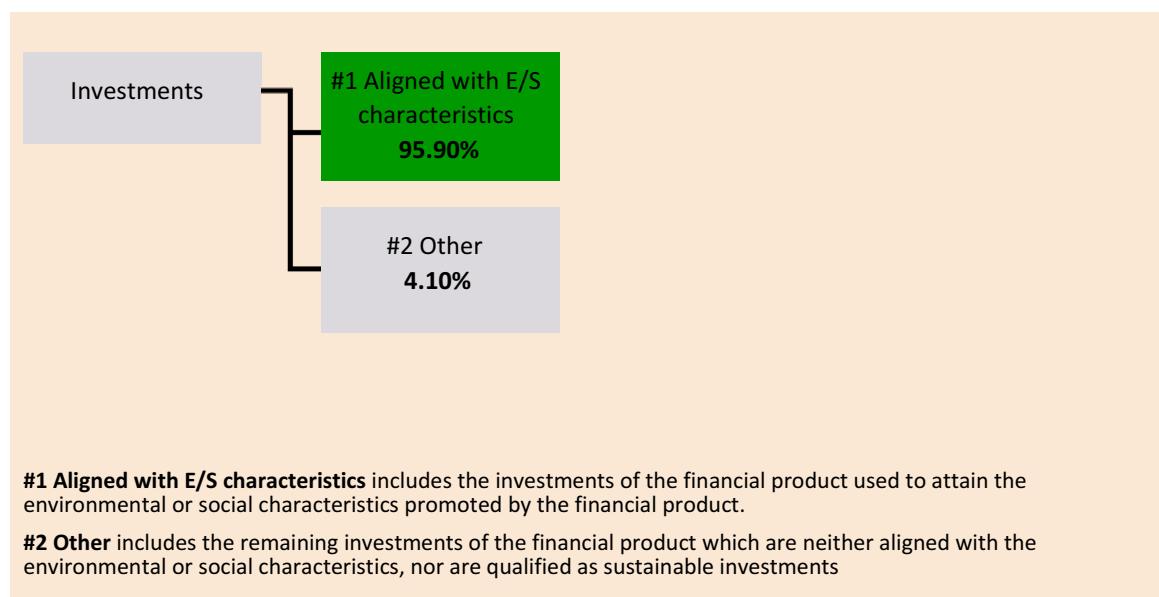 Investments
#1 Aligned with E/S
characteristics
95.90%
#2 Other
4.10%
#1 Aligned with E/S characteristics includes the investments of the financial product used to attain the
environmental or social characteristics promoted by the financial product.
#2 Other includes the remaining investments of the financial product which are neither aligned with the
environmental or social characteristics, nor are qualified as sustainable investments